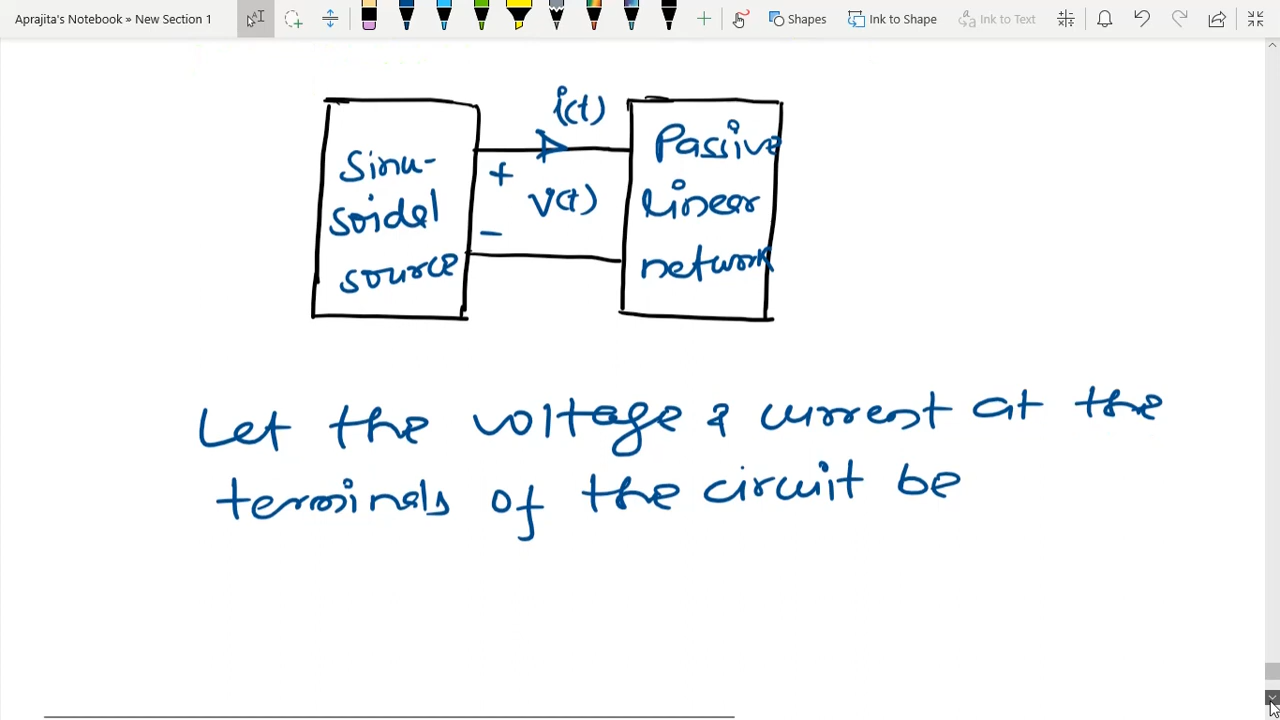 Aprajita's Notebook » New Section 1
Shapes
Ink to Shape
Ink to Text
i(t)
Sinu-
soidal
source
+
V(t)
−
Passive
Linear
network
Let the voltage & current at the
terminals of the circuit be